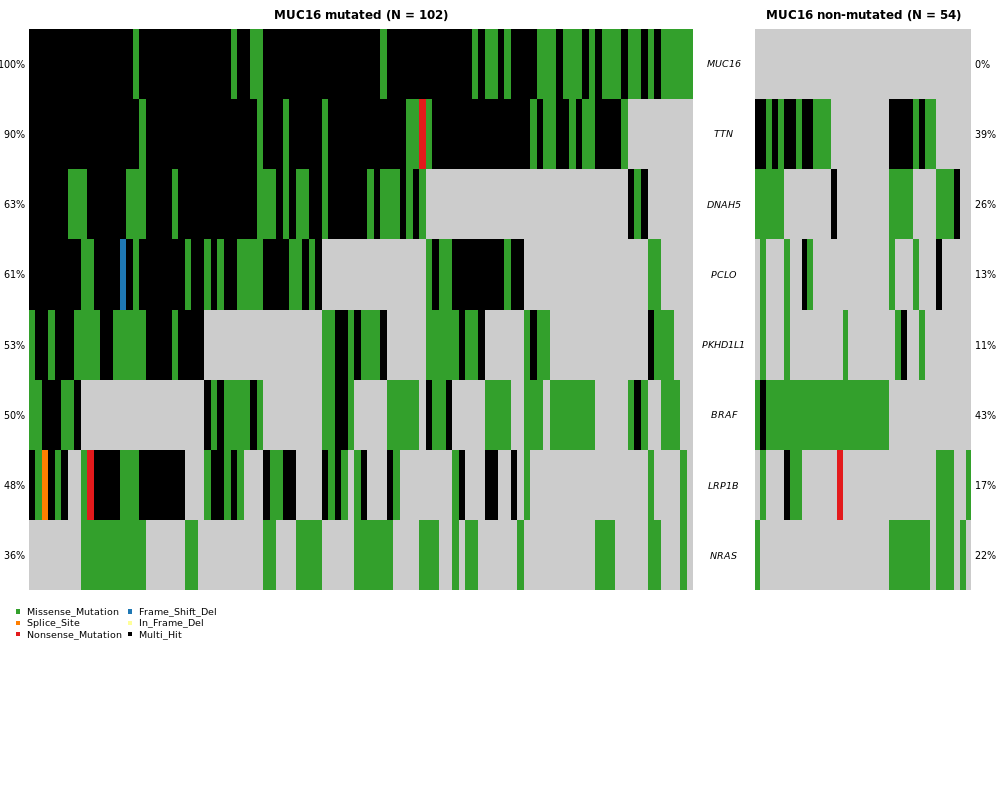 MUC16 mutated (N = 102) MUC16 non-mutated (N = 54)
100% MUC16 0%
90% TTN 39%
63% DNAH5 26%
61% PCLO 13%
53% PKHD1L1 11%
50% BRAF 43%
48% LRP1B 17%
36% NRAS 22%
Missense_Mutation Frame_Shift_Del
Splice_Site In_Frame_Del
Nonsense_Mutation Multi_Hit